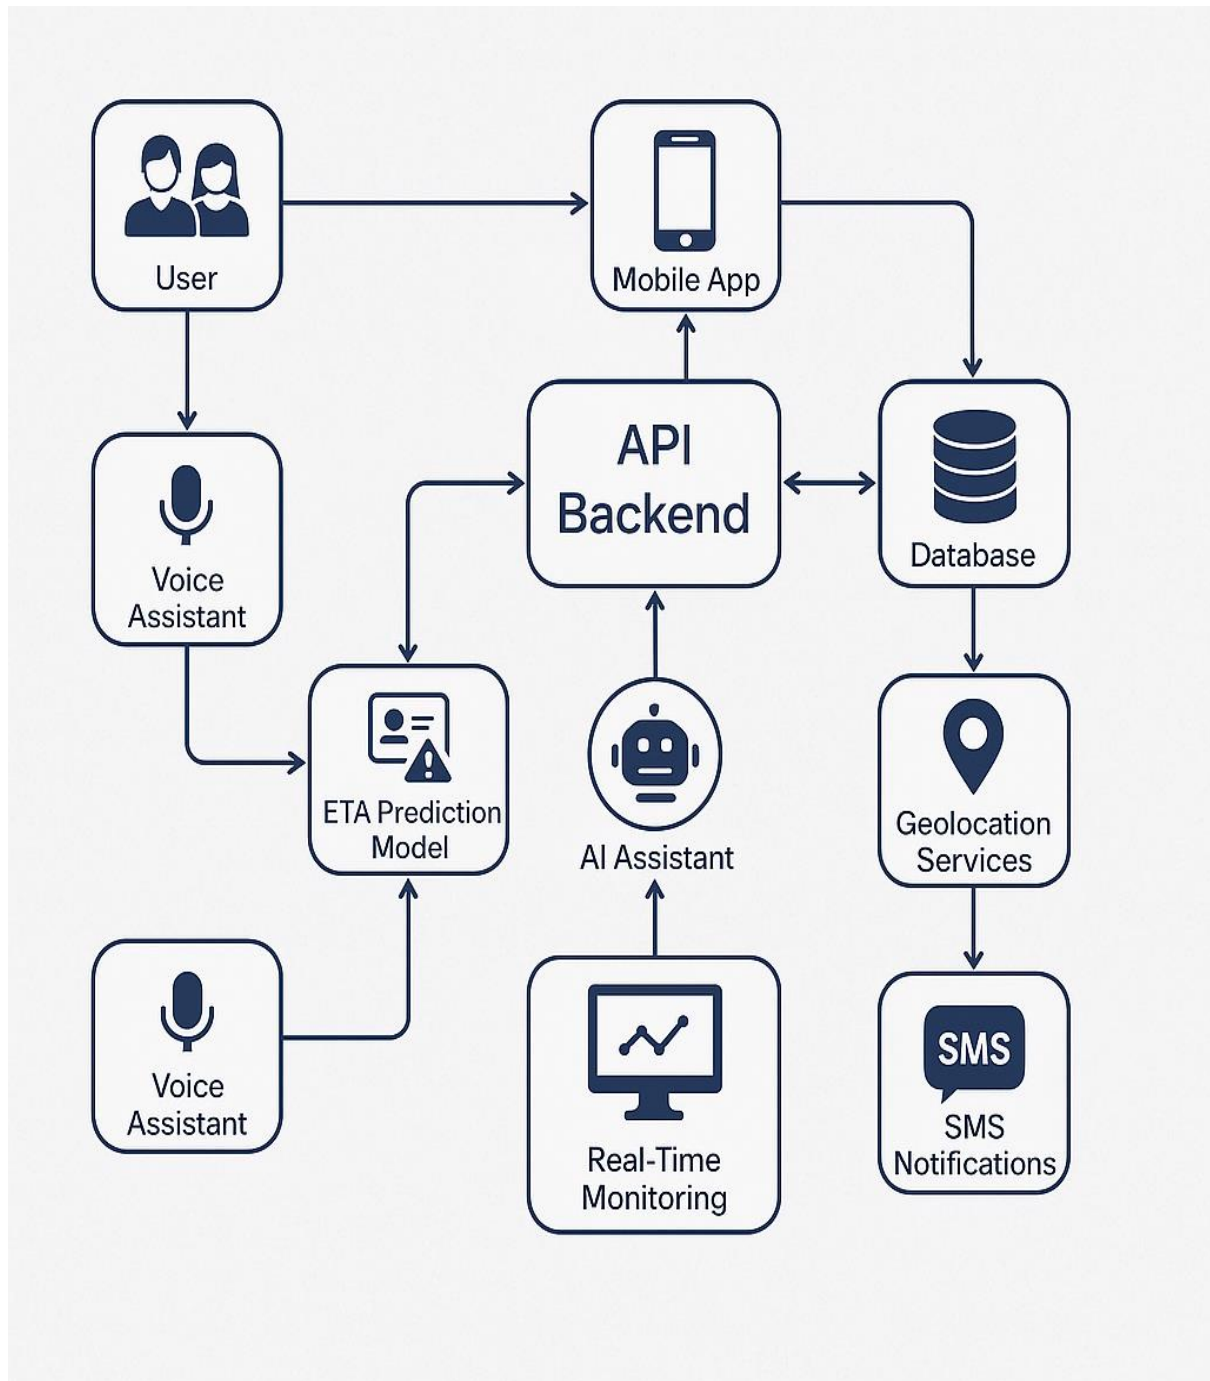 User
Mobile App
API
Backend
Database
Voice
Assistant
ETA Prediction
Model
AI Assistant
Geolocation
Services
Voice
Assistant
Real-Time
Monitoring
SMS
SMS
Notifications